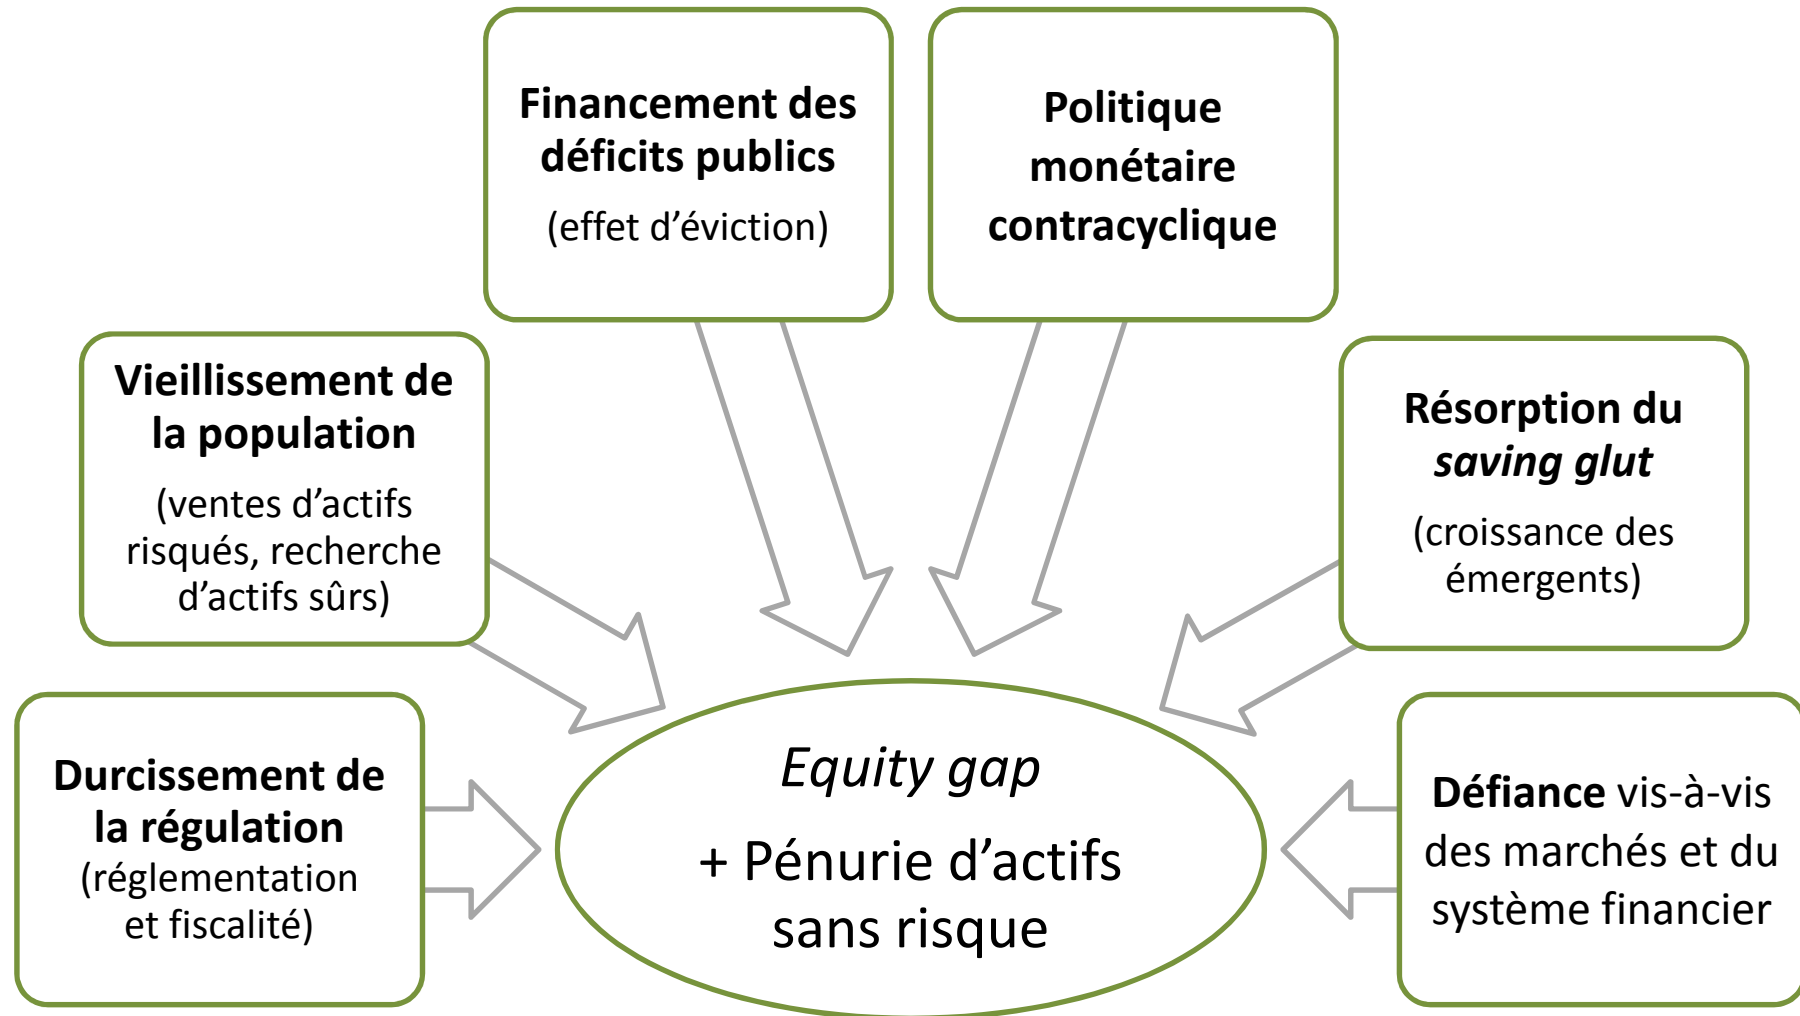 Financement des
déficits publics
(effet d’éviction)
Politique
monétaire
contracyclique
Vieillissement de
la population
(ventes d’actifs
risqués, recherche
d’actifs sûrs)
Résorption du
saving glut
(croissance des
émergents)
Durcissement de
la régulation
(réglementation
et fiscalité)
Equity gap
+ Pénurie d’actifs
sans risque
Défiance vis-à-vis
des marchés et du
système financier